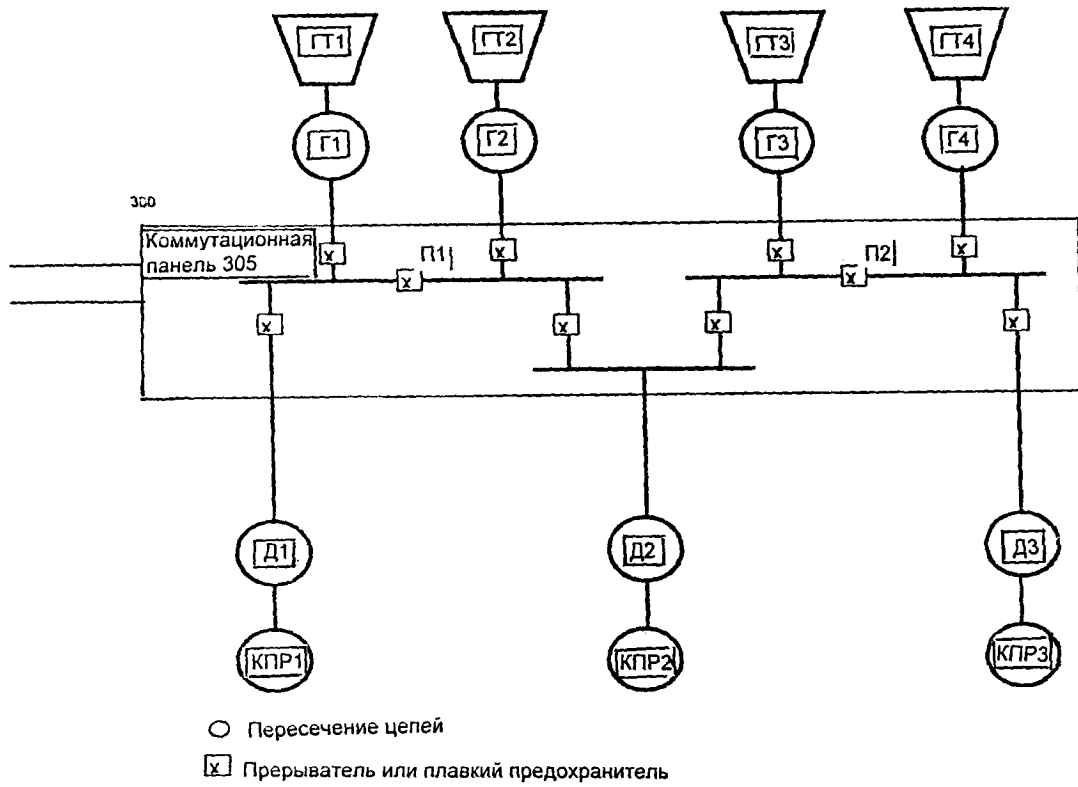 ГТ1 ГТ2 ГТ3 ГТ4
Г1 Г2 Г3 Г4
Коммутационная
панель 305
П1 П2
x x x x
x x
x x x x
Д1 Д2 Д3
КПР1 КПР2 КПР3
Пересечение цепей
x Прерыватель или плавкий предохранитель